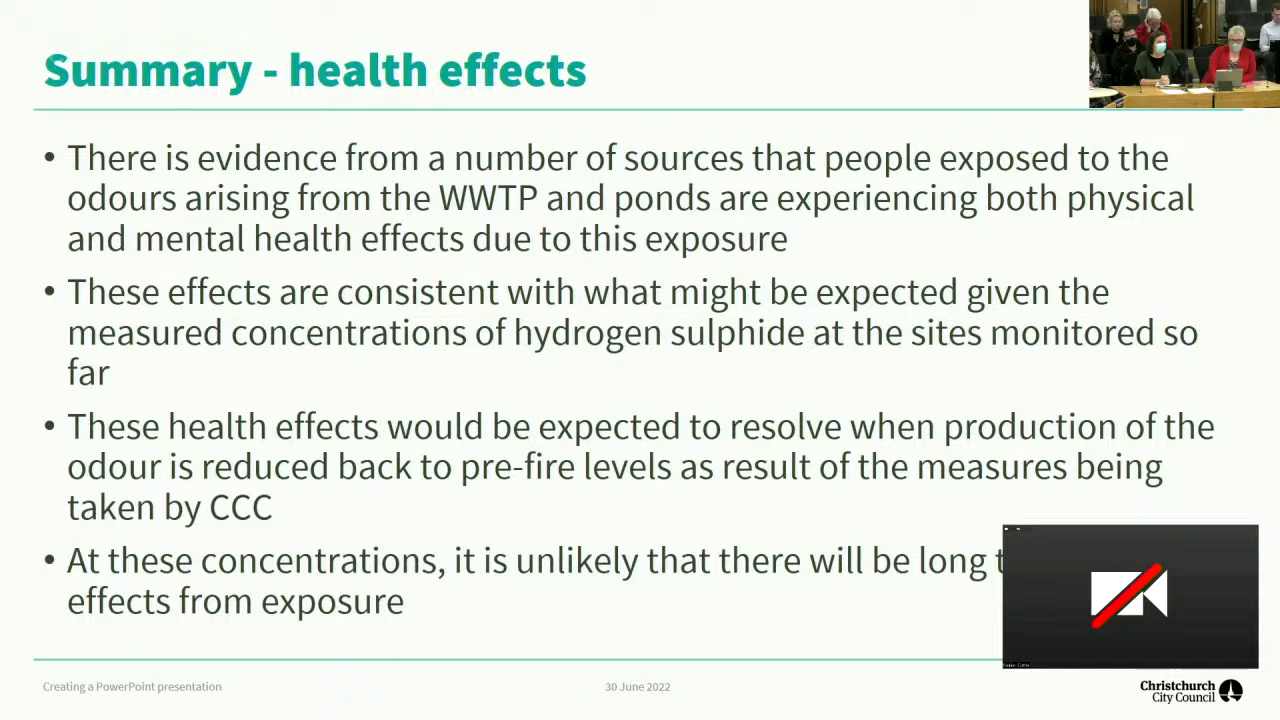 Summary - health effects
• There is evidence from a number of sources that people exposed to the
odours arising from the WWTP and ponds are experiencing both physical
and mental health effects due to this exposure
• These effects are consistent with what might be expected given the
measured concentrations of hydrogen sulphide at the sites monitored so
far
• These health effects would be expected to resolve when production of the
odour is reduced back to pre-fire levels as result of the measures being
taken by CCC
• At these concentrations, it is unlikely that there will be long
effects from exposure
Creating a PowerPoint presentation
30 June 2022
Christchurch
City Council